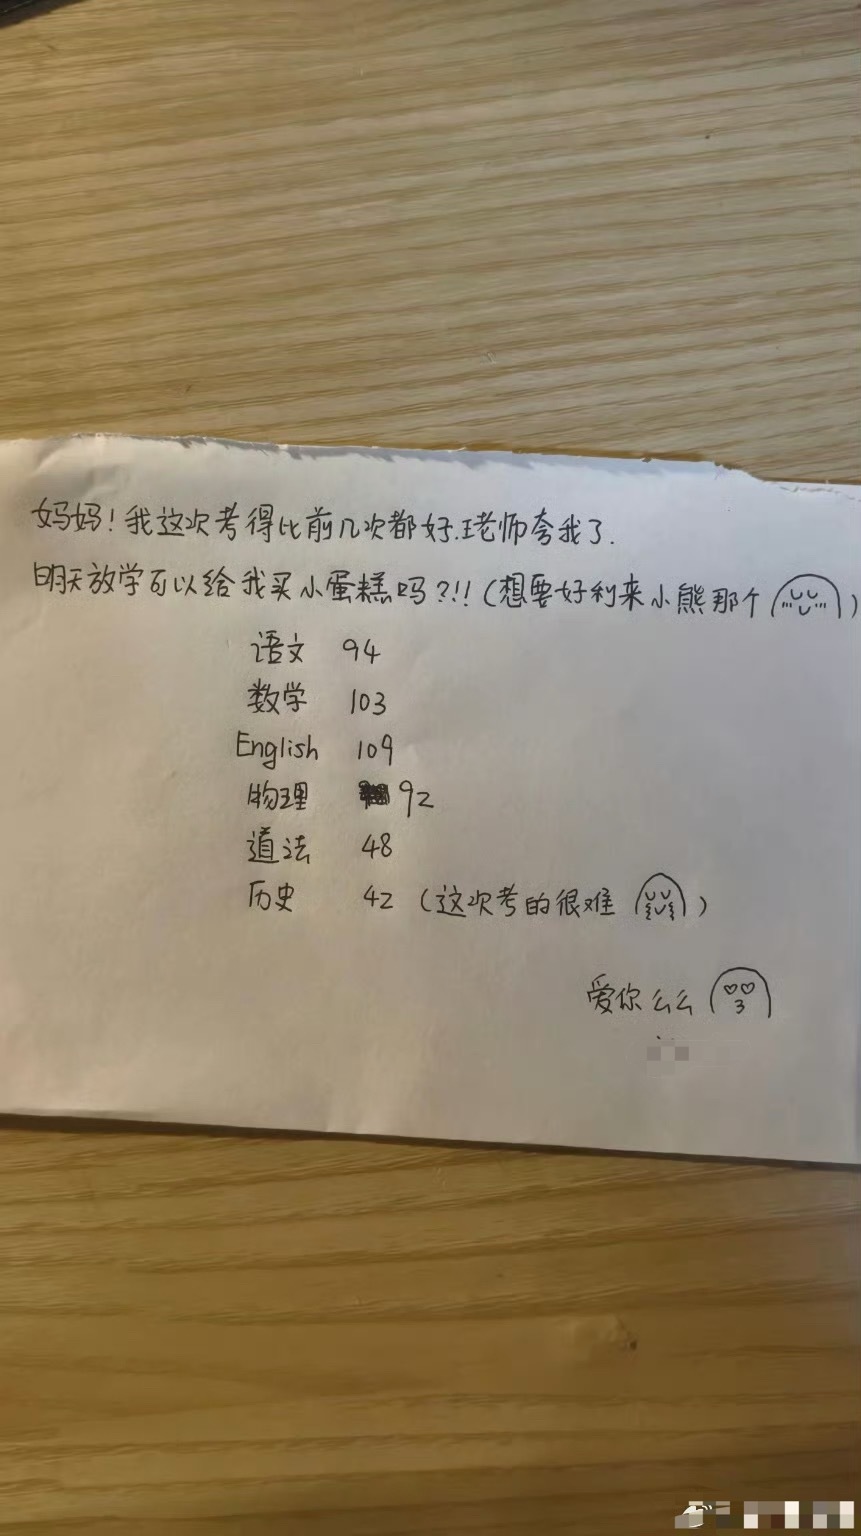 妈妈！我这次考得比前几次都好.王老师夸我了.
明天放学可以给我买小蛋糕吗？!!（想要好利来小熊那个）
语文 94
数学 103
English 109
物理 92
道法 48
历史 42（这次考的很难）
爱你么么